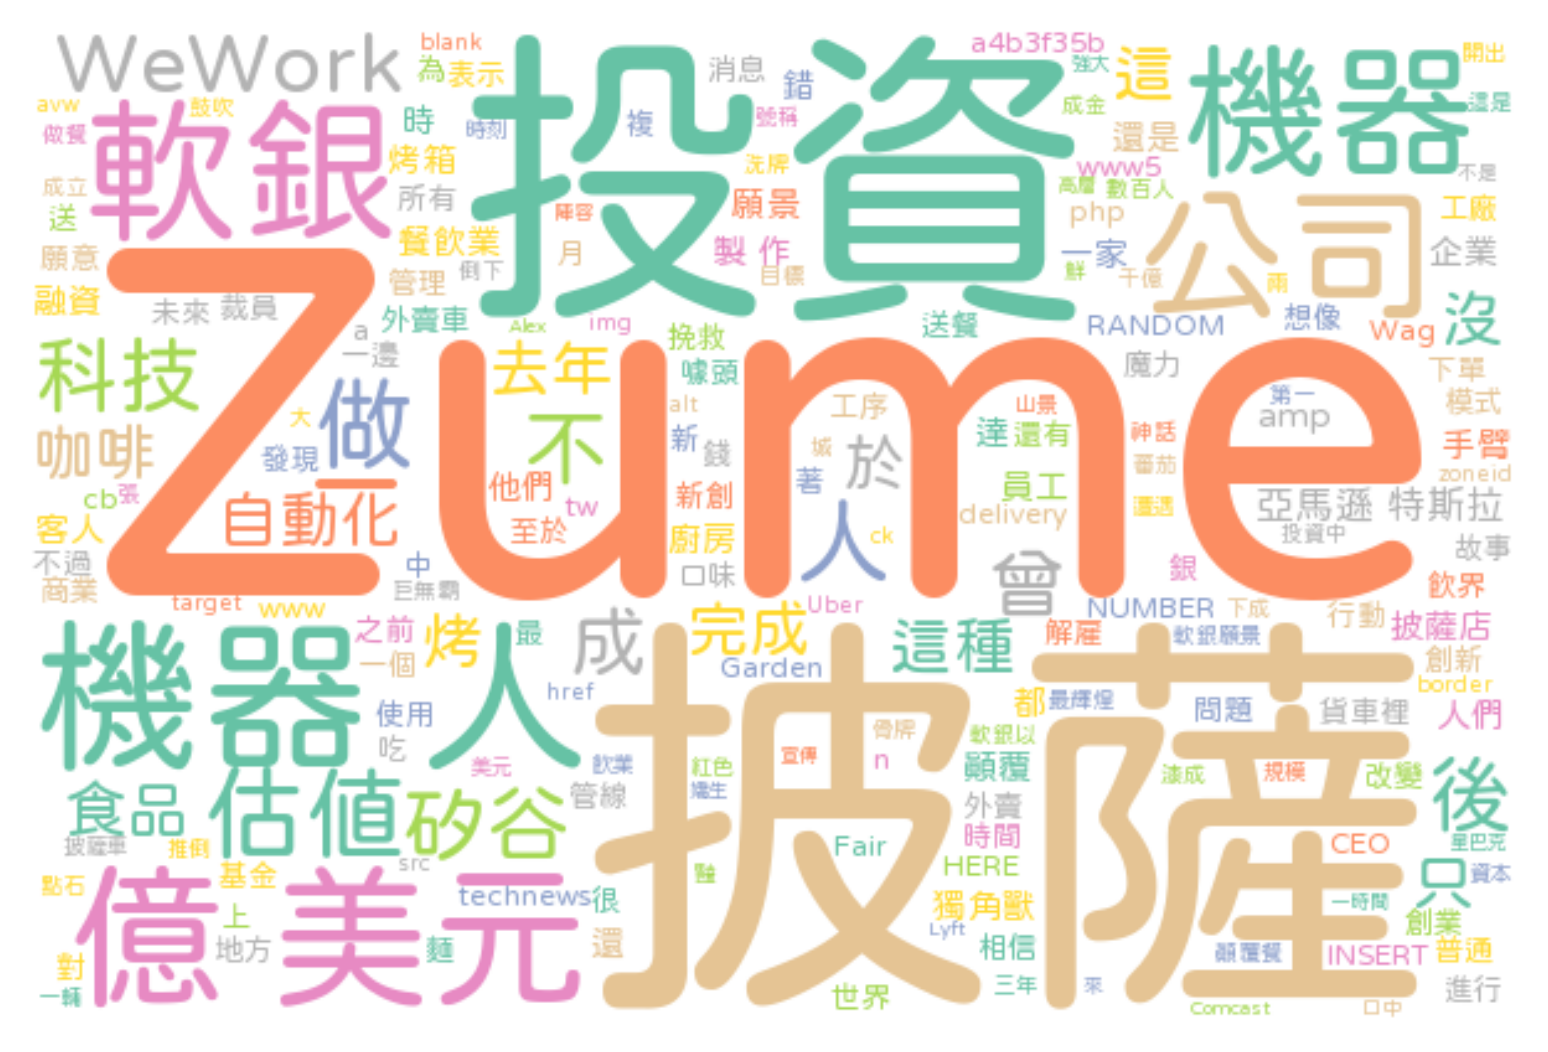 WeWork
blank
為 表示
投資
消息
錯
a4b3f35b
強大
這
機器
開出
avw
鼓吹
做餐
軟銀
時
時刻
複
號稱
成金
還是
這是
烤箱
洗牌
www5
不是
成立
送
所有
陣容
願景
高層
數百人
php
公司
工廠
願意
餐飲業
月
製作
一家
企業
管理
倒下
目標
鮮
千億
雨
融資
未來
裁員
外賣車
Alex
img
挽救
送餐
RANDOM
想像
Wag
沒
Zume
a
一邊
去年
噱頭
魔力
下單
科技
做
alt
工序
山景
第一
amp
模式
大
不
新
錢
城
於
達
還有
神話
手臂
咖啡
發現
他們
新創
著
員工
番茄
zoneid
cb
張
自動化
tw
人
delivery
遭遇
亞馬遜
特斯拉
客人
至於
廚房
ck
投資中
故事
不過
中
口味
曾
銀
飲界
商業
巨無霸
target
www
Uber
NUMBER
下成
行動
機器人
之前
烤
最
成
完成
這種
解雇
軟銀願景
披薩店
一個
Garden
創新
href
披薩
border
使用
都
最輝煌
問題
貨車裡
人們
吃
骨牌
軟銀以
美元
飲業
紅色
宣傳
n
顛覆
漆成
規模
改變
後
食品
估值
矽谷
管線
外賣
披薩車
推倒
時間
Fair
CEO
星巴克
src
點石
基金
HERE
只
資本
億美元
technews
很
獨角獸
一時間
上
Lyft
創業
地方
麵
還
相信
顛覆餐
INSERT
普通
對
一輛
世界
三年
來
進行
Comcast
口中